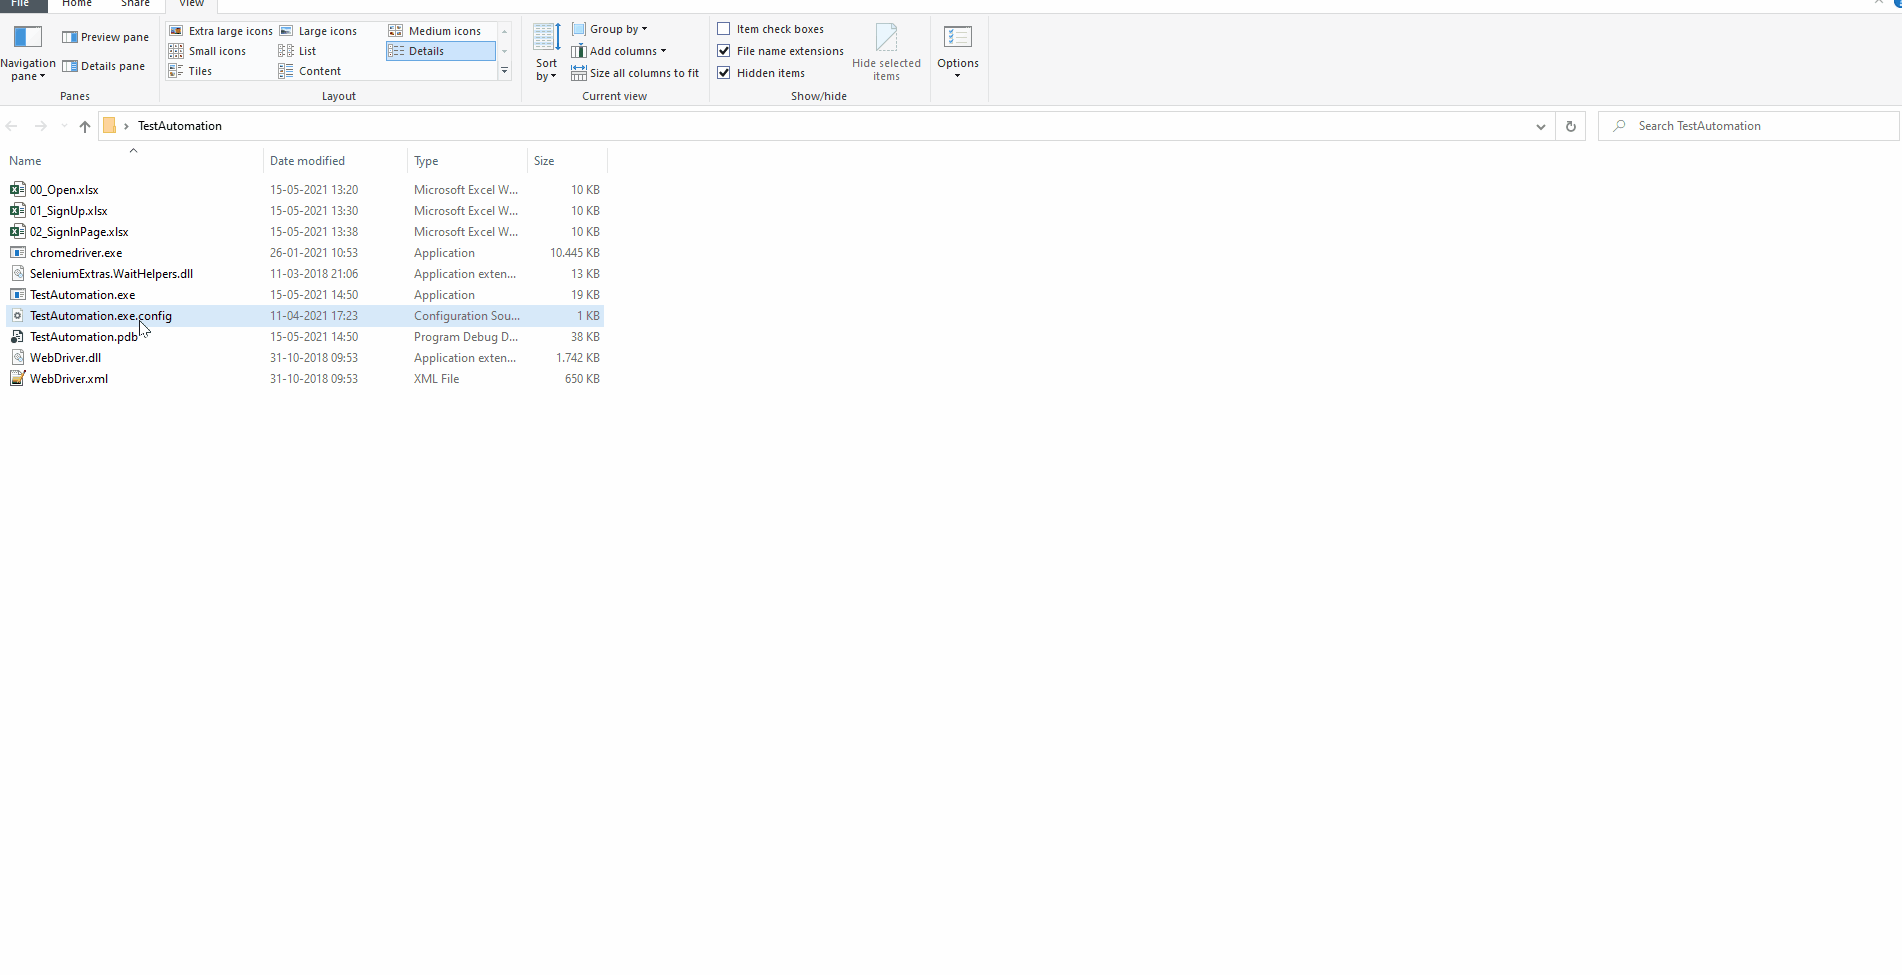 File Home Share View
Extra large icons Large icons Medium icons
Small icons List Details
Tiles Content
Layout
Preview pane
Details pane
Navigation
pane
Panes
Sort
by
Group by
Add columns
Size all columns to fit
Current view
Item check boxes
File name extensions
Hidden items
Hide selected
items
Show/hide
Options
TestAutomation
Search TestAutomation
Name Date modified Type Size
00_Open.xlsx 15-05-2021 13:20 Microsoft Excel W... 10 KB
01_SignUp.xlsx 15-05-2021 13:30 Microsoft Excel W... 10 KB
02_SignInPage.xlsx 15-05-2021 13:38 Microsoft Excel W... 10 KB
chromedriver.exe 26-01-2021 10:53 Application 10.445 KB
SeleniumExtras.WaitHelpers.dll 11-03-2018 21:06 Application exten... 13 KB
TestAutomation.exe 15-05-2021 14:50 Application 19 KB
TestAutomation.exe.config 11-04-2021 17:23 Configuration Sou... 1 KB
TestAutomation.pdb 15-05-2021 14:50 Program Debug D... 38 KB
WebDriver.dll 31-10-2018 09:53 Application exten... 1.742 KB
WebDriver.xml 31-10-2018 09:53 XML File 650 KB